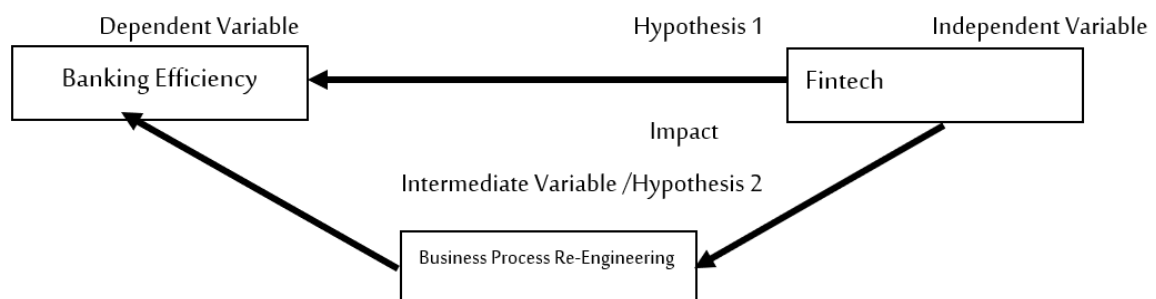 Dependent Variable
Hypothesis 1
Independent Variable
Banking Efficiency
Fintech
Impact
Intermediate Variable /Hypothesis 2
Business Process Re-Engineering